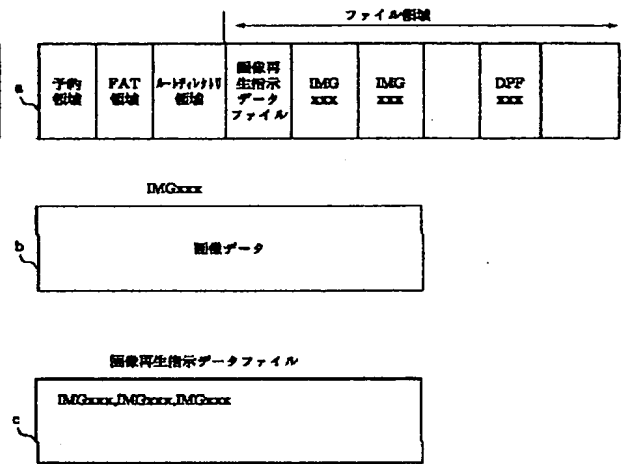 ファイル領域
a
予約
領域
FAT
領域
ルートディレクトリ
領域
画像再
生指示
データ
ファイル
IMG
xxx
IMG
xxx
DPF
xxx
IMGxxx
b
画像データ
画像再生指示データファイル
IMGxxx,IMGxxx,IMGxxx
c